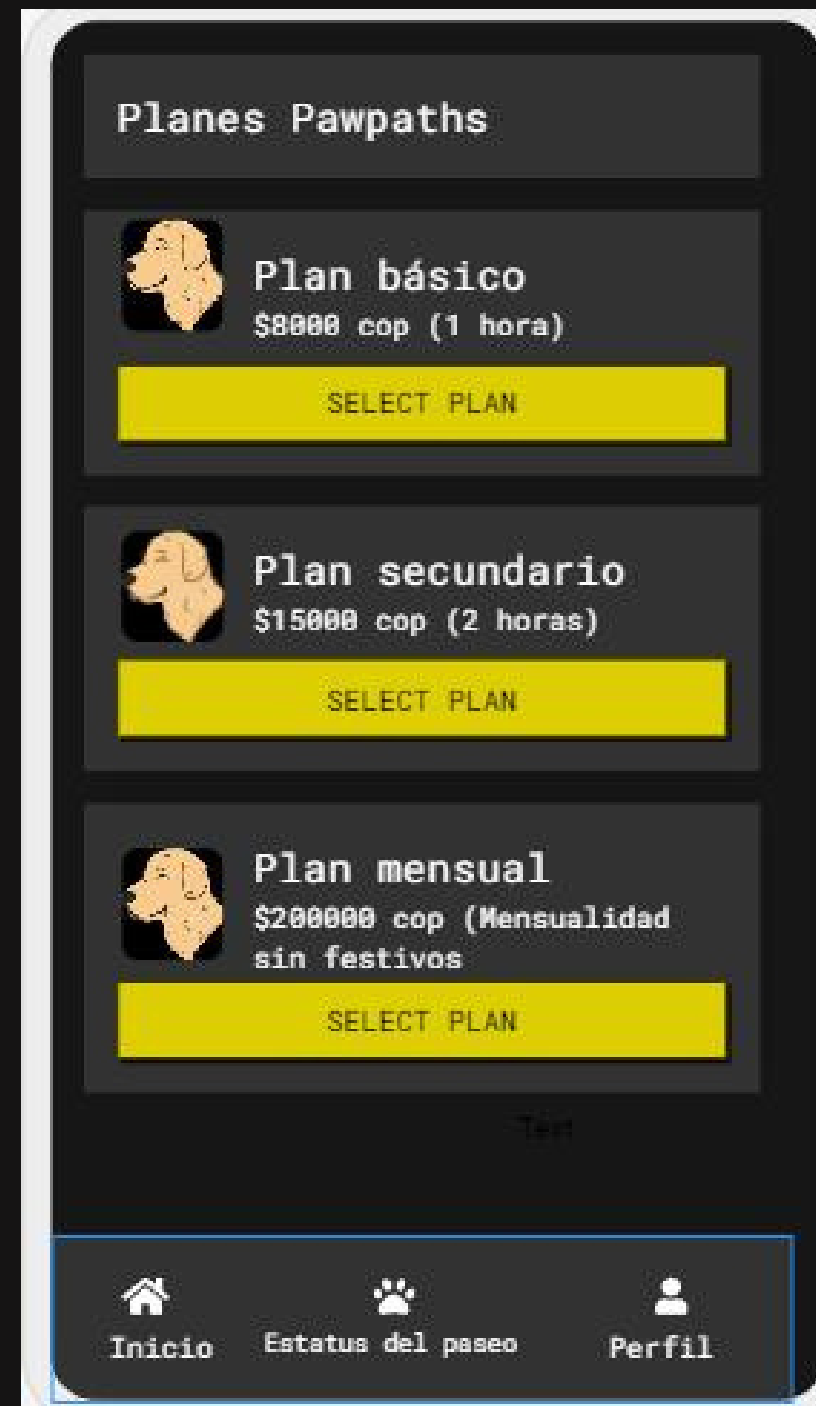 Planes Pawpaths
Plan básico
$8000 cop (1 hora)
SELECT PLAN
Plan secundario
$15000 cop (2 horas)
SELECT PLAN
Plan mensual
$200000 cop (Mensualidad
sin festivos
SELECT PLAN
Text
Inicio
Estatus del paseo
Perfil